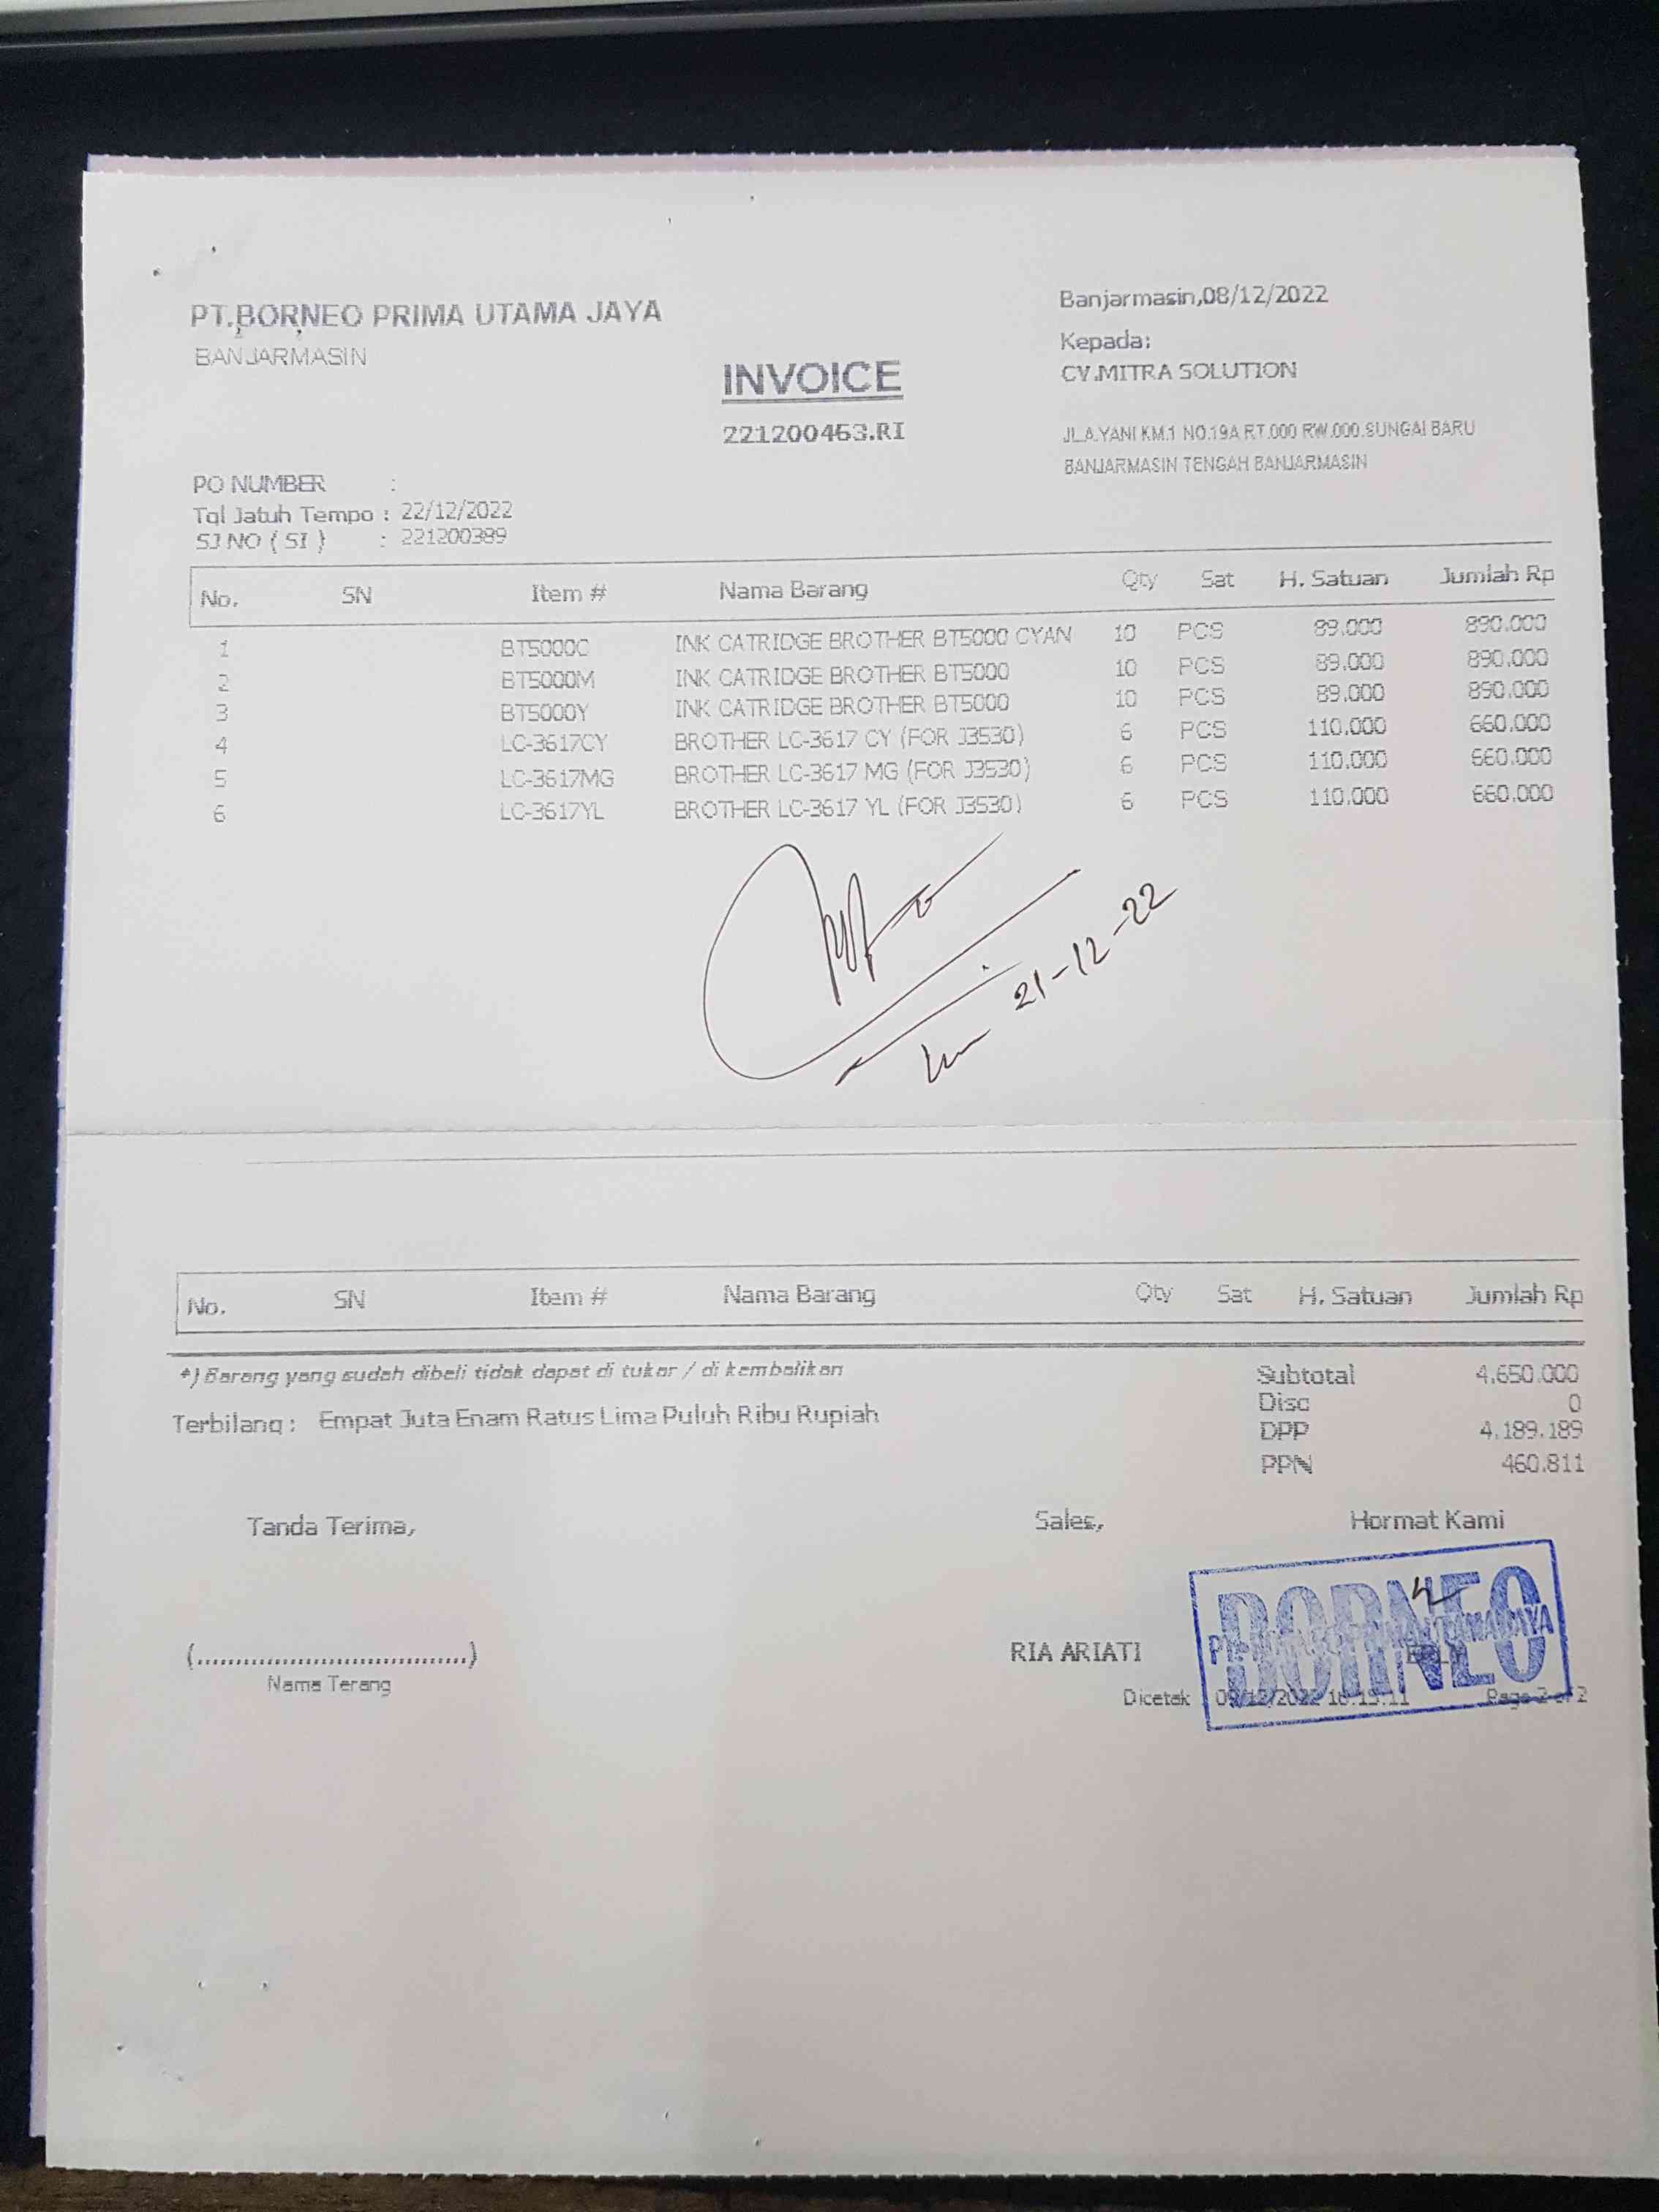 PT.BORNEO PRIMA UTAMA JAYA
BANJARMASIN
Banjarmasin,08/12/2022
Kepada:
CV.MITRA SOLUTION
INVOICE
221200463.RI
JL.A.YANI KM.1 NO.19A RT.000 RW.000.SUNGAI BARU
BANJARMASIN TENGAH BANJARMASIN
PO NUMBER :
Tgl Jatuh Tempo : 22/12/2022
SJ NO ( SI ) : 221200389
No. SN Item # Nama Barang Qty Sat H. Satuan Jumlah Rp
1 BT5000C INK CATRIDGE BROTHER BT5000 CYAN 10 PCS 89.000 890.000
2 BT5000M INK CATRIDGE BROTHER BT5000 10 PCS 89.000 890.000
3 BT5000Y INK CATRIDGE BROTHER BT5000 10 PCS 89.000 890.000
4 LC-3617CY BROTHER LC-3617 CY (FOR J3530) 6 PCS 110.000 660.000
5 LC-3617MG BROTHER LC-3617 MG (FOR J3530) 6 PCS 110.000 660.000
6 LC-3617YL BROTHER LC-3617 YL (FOR J3530) 6 PCS 110.000 660.000
21-12-22
No. SN Item # Nama Barang Qty Sat H. Satuan Jumlah Rp
*) Barang yang sudah dibeli tidak dapat di tukar / di kembalikan
Terbilang : Empat Juta Enam Ratus Lima Puluh Ribu Rupiah
Subtotal 4.650.000
Disc 0
DPP 4.189.189
PPN 460.811
Tanda Terima,
Sales,
Hormat Kami
BORNEO
(..................................)
Nama Terang
RIA ARIATI
Dicetak 09/12/2022 Page 2 of 2